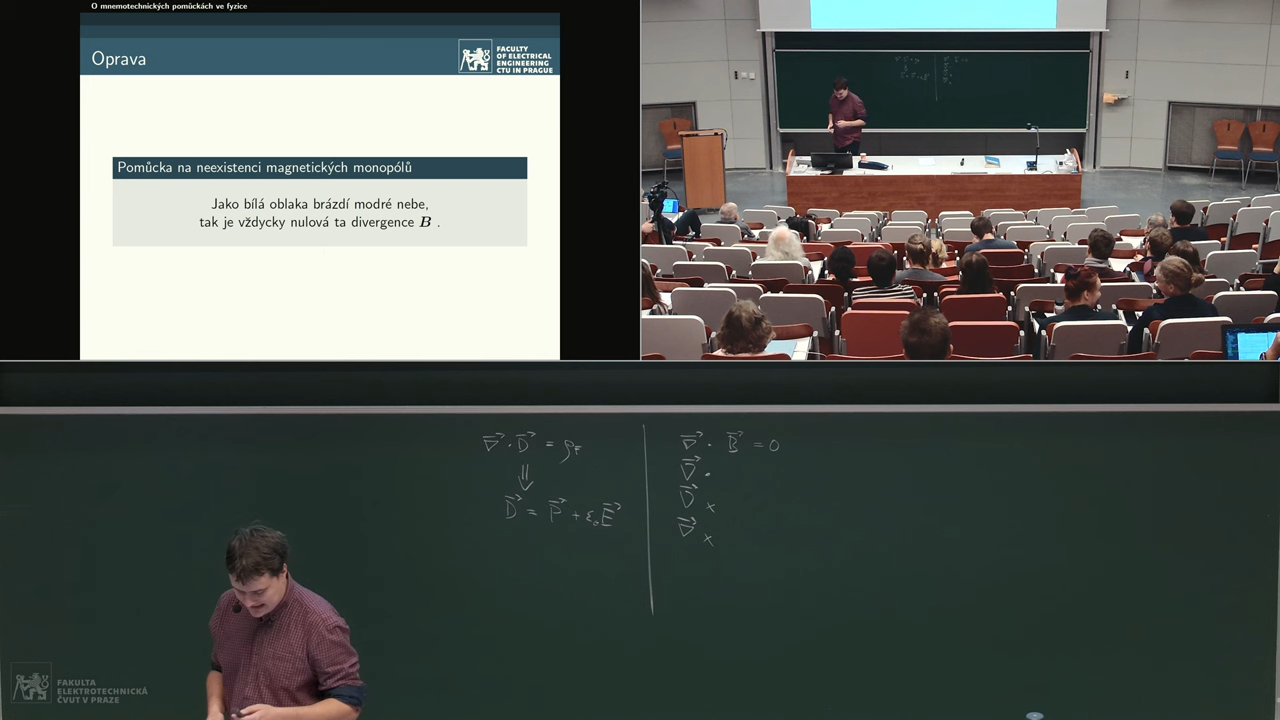 O mnemotechnických pomůckách ve fyzice
Oprava
FACULTY
OF ELECTRICAL
ENGINEERING
CTU IN PRAGUE
Pomůcka na neexistenci magnetických monopólů
Jako bílá oblaka brázdí modré nebe,
tak je vždycky nulová ta divergence B .
∇⃗ · D⃗ = ρ_F
⇓
D⃗ = P⃗ + ε₀E⃗
∇⃗ · B⃗ = 0
∇⃗ ·
∇⃗ ×
∇⃗ ×
FAKULTA
ELEKTROTECHNICKÁ
ČVUT V PRAZE